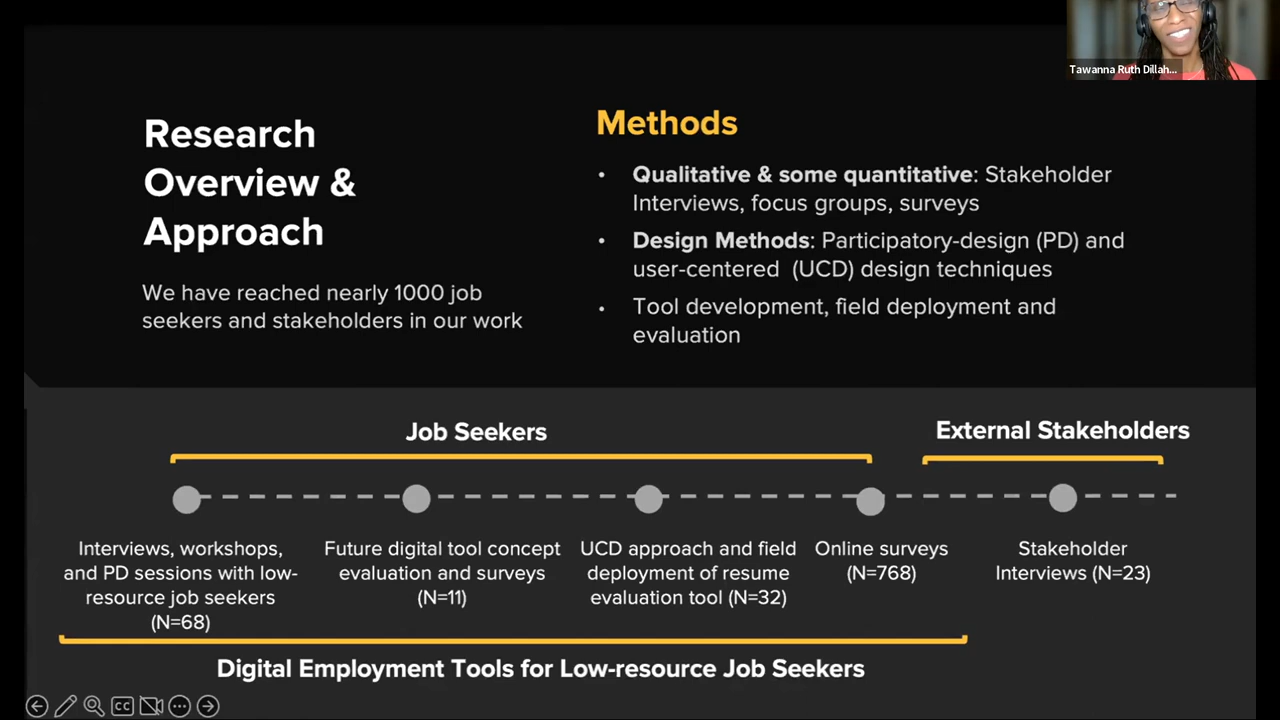 Tawanna Ruth Dillah...
Research
Overview &
Approach
We have reached nearly 1000 job
seekers and stakeholders in our work
Methods
• Qualitative & some quantitative: Stakeholder
Interviews, focus groups, surveys
• Design Methods: Participatory-design (PD) and
user-centered (UCD) design techniques
• Tool development, field deployment and
evaluation
Job Seekers
External Stakeholders
Interviews, workshops,
and PD sessions with low-
resource job seekers
(N=68)
Future digital tool concept
evaluation and surveys
(N=11)
UCD approach and field
deployment of resume
evaluation tool (N=32)
Online surveys
(N=768)
Stakeholder
Interviews (N=23)
Digital Employment Tools for Low-resource Job Seekers
CC